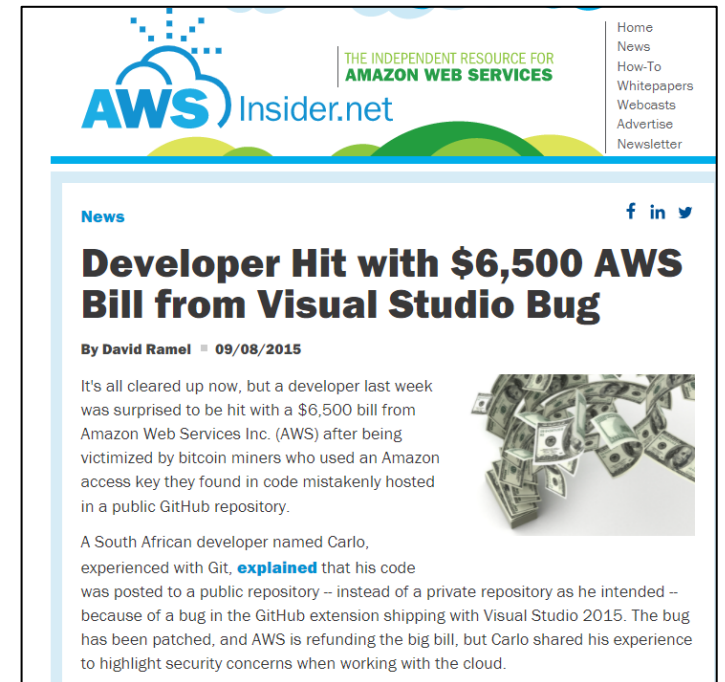 THE INDEPENDENT RESOURCE FOR
AMAZON WEB SERVICES
AWS Insider.net
Home
News
How-To
Whitepapers
Webcasts
Advertise
Newsletter
News
Developer Hit with $6,500 AWS
Bill from Visual Studio Bug
By David Ramel 09/08/2015
It's all cleared up now, but a developer last week
was surprised to be hit with a $6,500 bill from
Amazon Web Services Inc. (AWS) after being
victimized by bitcoin miners who used an Amazon
access key they found in code mistakenly hosted
in a public GitHub repository.
A South African developer named Carlo,
experienced with Git, explained that his code
was posted to a public repository -- instead of a private repository as he intended --
because of a bug in the GitHub extension shipping with Visual Studio 2015. The bug
has been patched, and AWS is refunding the big bill, but Carlo shared his experience
to highlight security concerns when working with the cloud.